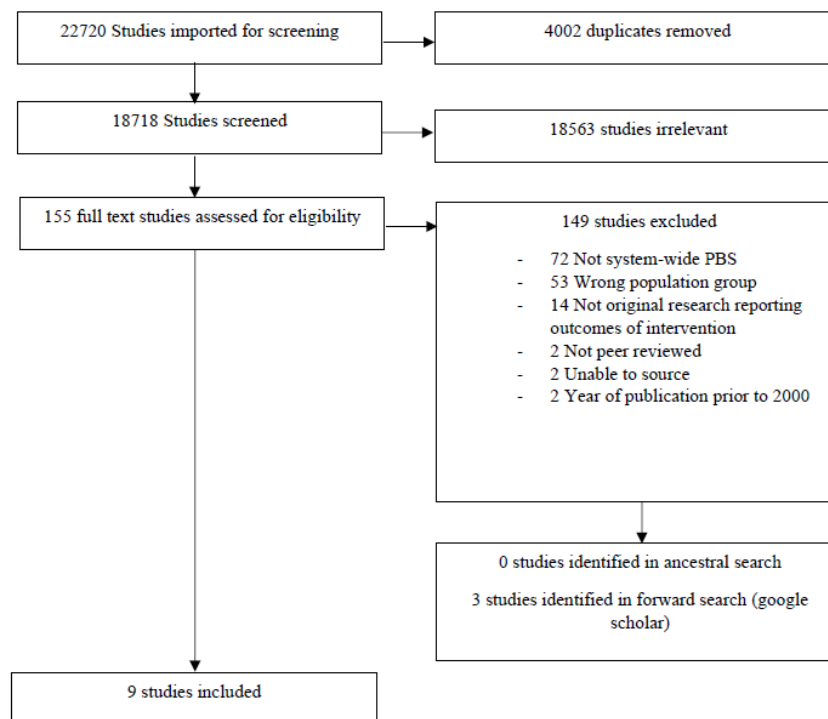 22720 Studies imported for screening
4002 duplicates removed
18718 Studies screened
18563 studies irrelevant
155 full text studies assessed for eligibility
149 studies excluded
- 72 Not system-wide PBS
- 53 Wrong population group
- 14 Not original research reporting
outcomes of intervention
- 2 Not peer reviewed
- 2 Unable to source
- 2 Year of publication prior to 2000
0 studies identified in ancestral search
3 studies identified in forward search (google
scholar)
9 studies included